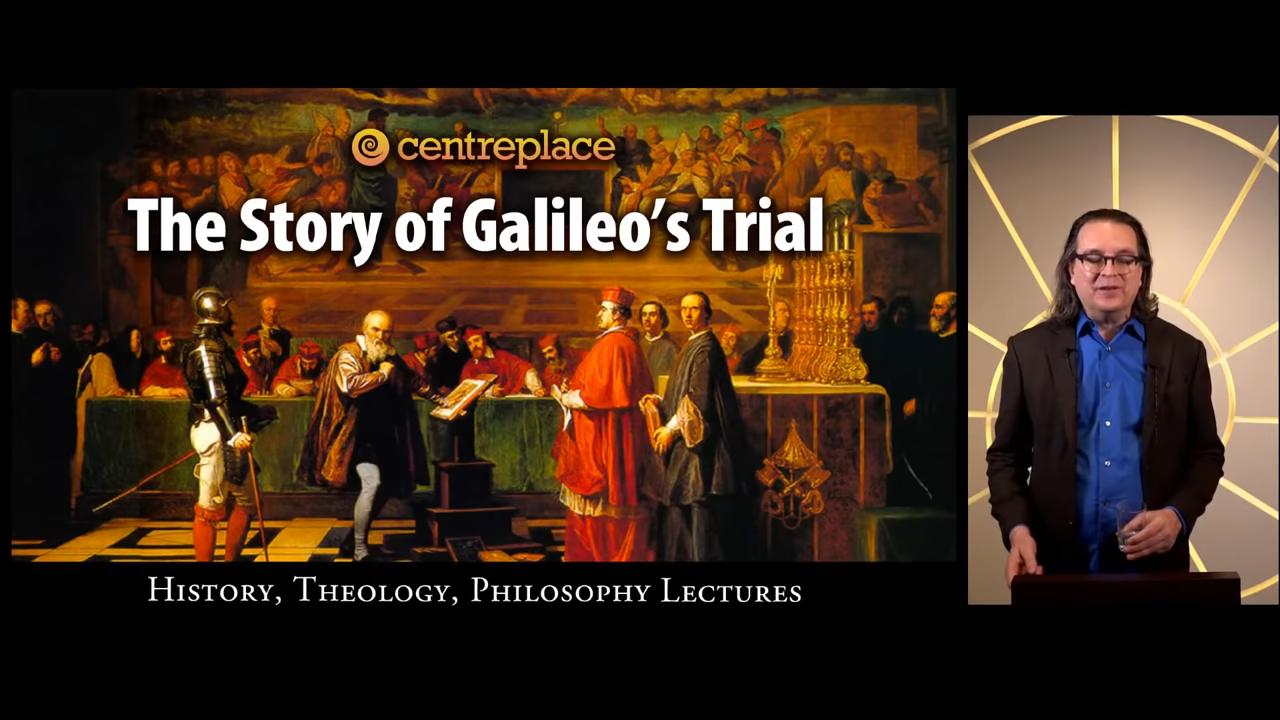 centreplace
The Story of Galileo's Trial
History, Theology, Philosophy Lectures